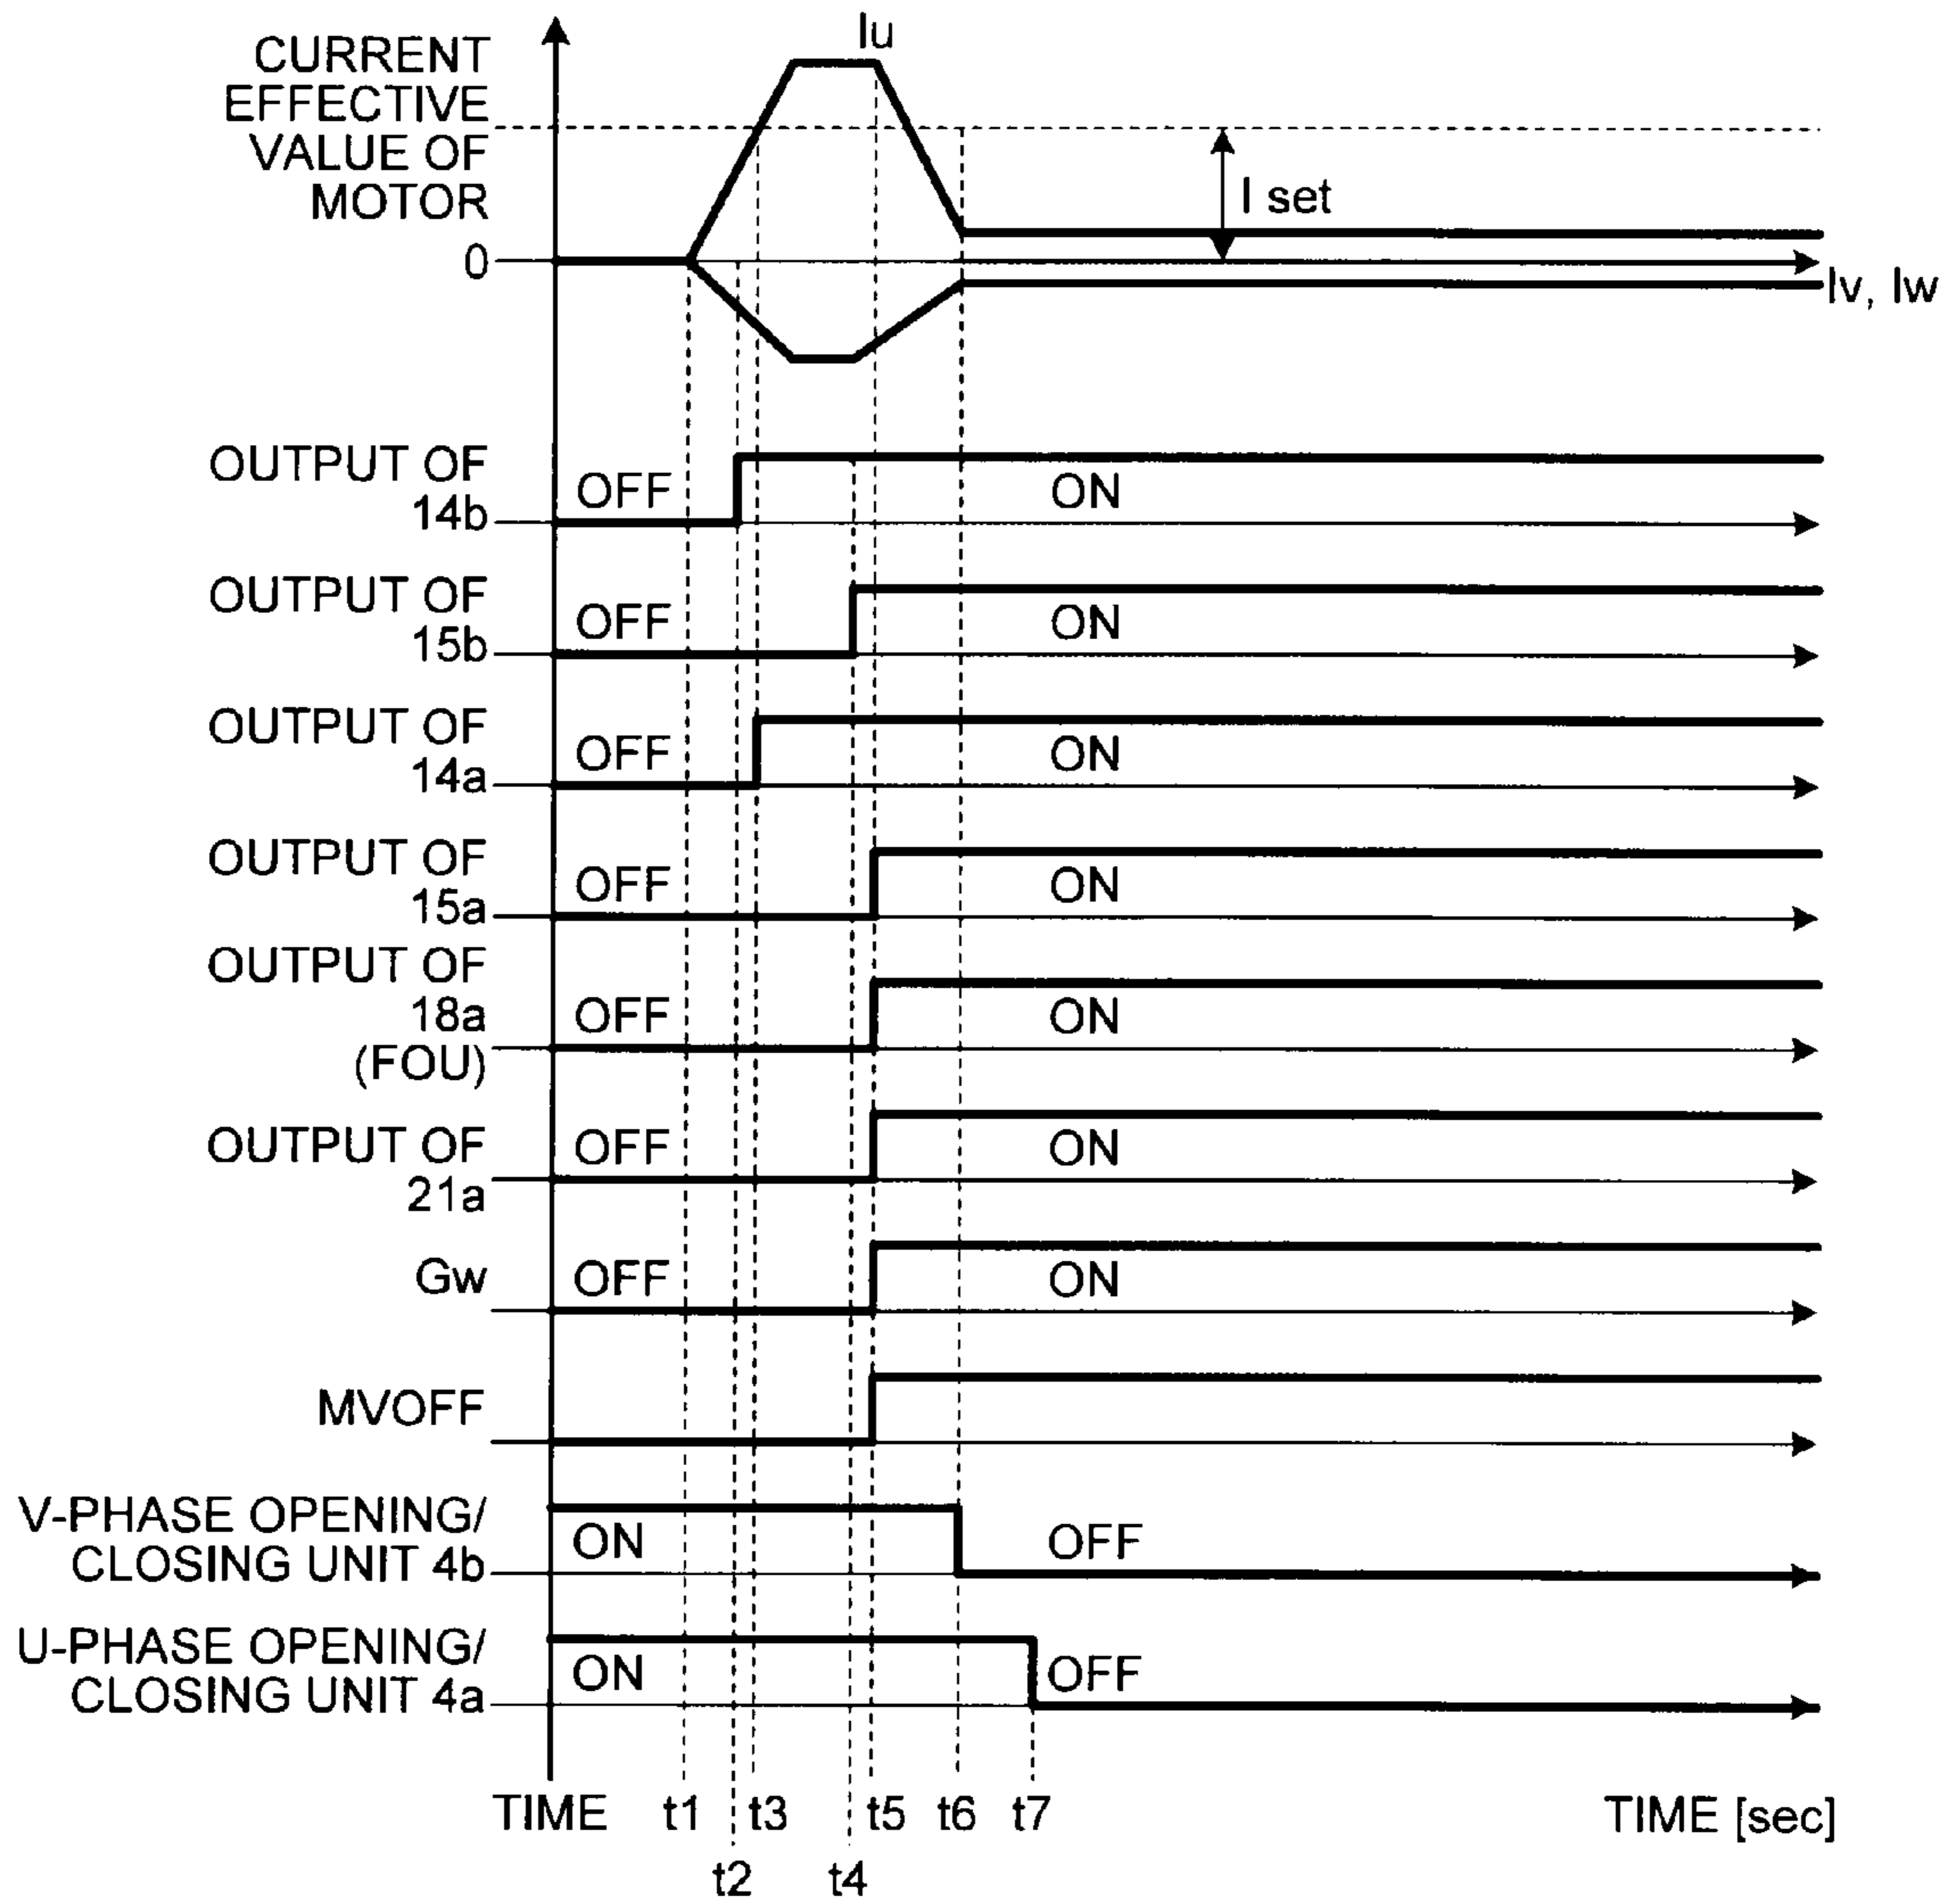 Iu
CURRENT
EFFECTIVE
VALUE OF
MOTOR
I set
0
Iv, Iw
OUTPUT OF
14b
OFF
ON
OUTPUT OF
15b
OFF
ON
OUTPUT OF
14a
OFF
ON
OUTPUT OF
15a
OFF
ON
OUTPUT OF
18a
(FOU)
OFF
ON
OUTPUT OF
21a
OFF
ON
Gw
OFF
ON
MVOFF
V-PHASE OPENING/
CLOSING UNIT 4b
ON
OFF
U-PHASE OPENING/
CLOSING UNIT 4a
ON
OFF
TIME
t1
t3
t5
t6
t7
TIME [sec]
t2
t4